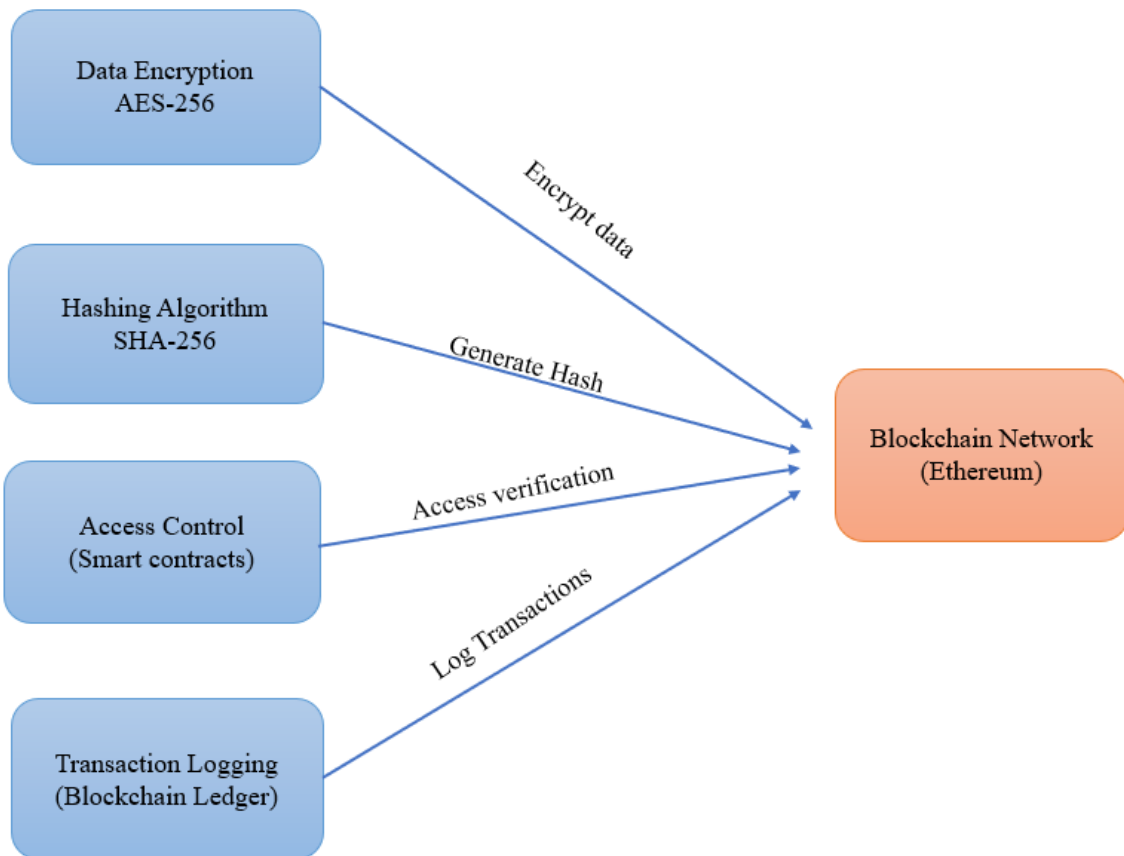 Data Encryption
AES-256
Encrypt data
Hashing Algorithm
SHA-256
Generate Hash
Blockchain Network
(Ethereum)
Access Control
(Smart contracts)
Access verification
Log Transactions
Transaction Logging
(Blockchain Ledger)